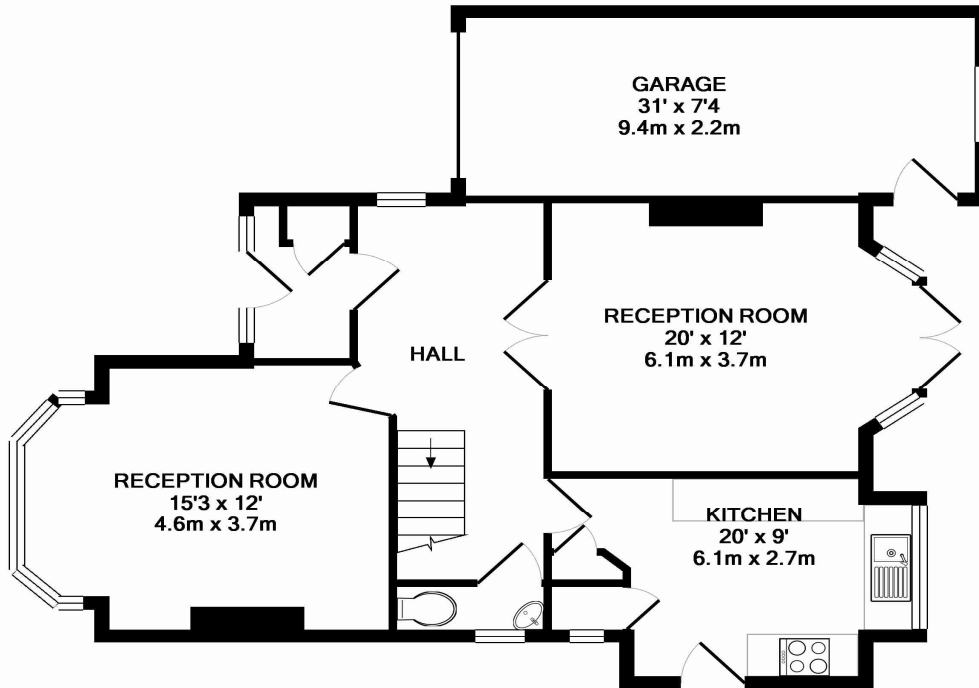 GARAGE
31' x 7'4
9.4m x 2.2m
RECEPTION ROOM
20' x 12'
6.1m x 3.7m
HALL
RECEPTION ROOM
15'3 x 12'
4.6m x 3.7m
KITCHEN
20' x 9'
6.1m x 2.7m